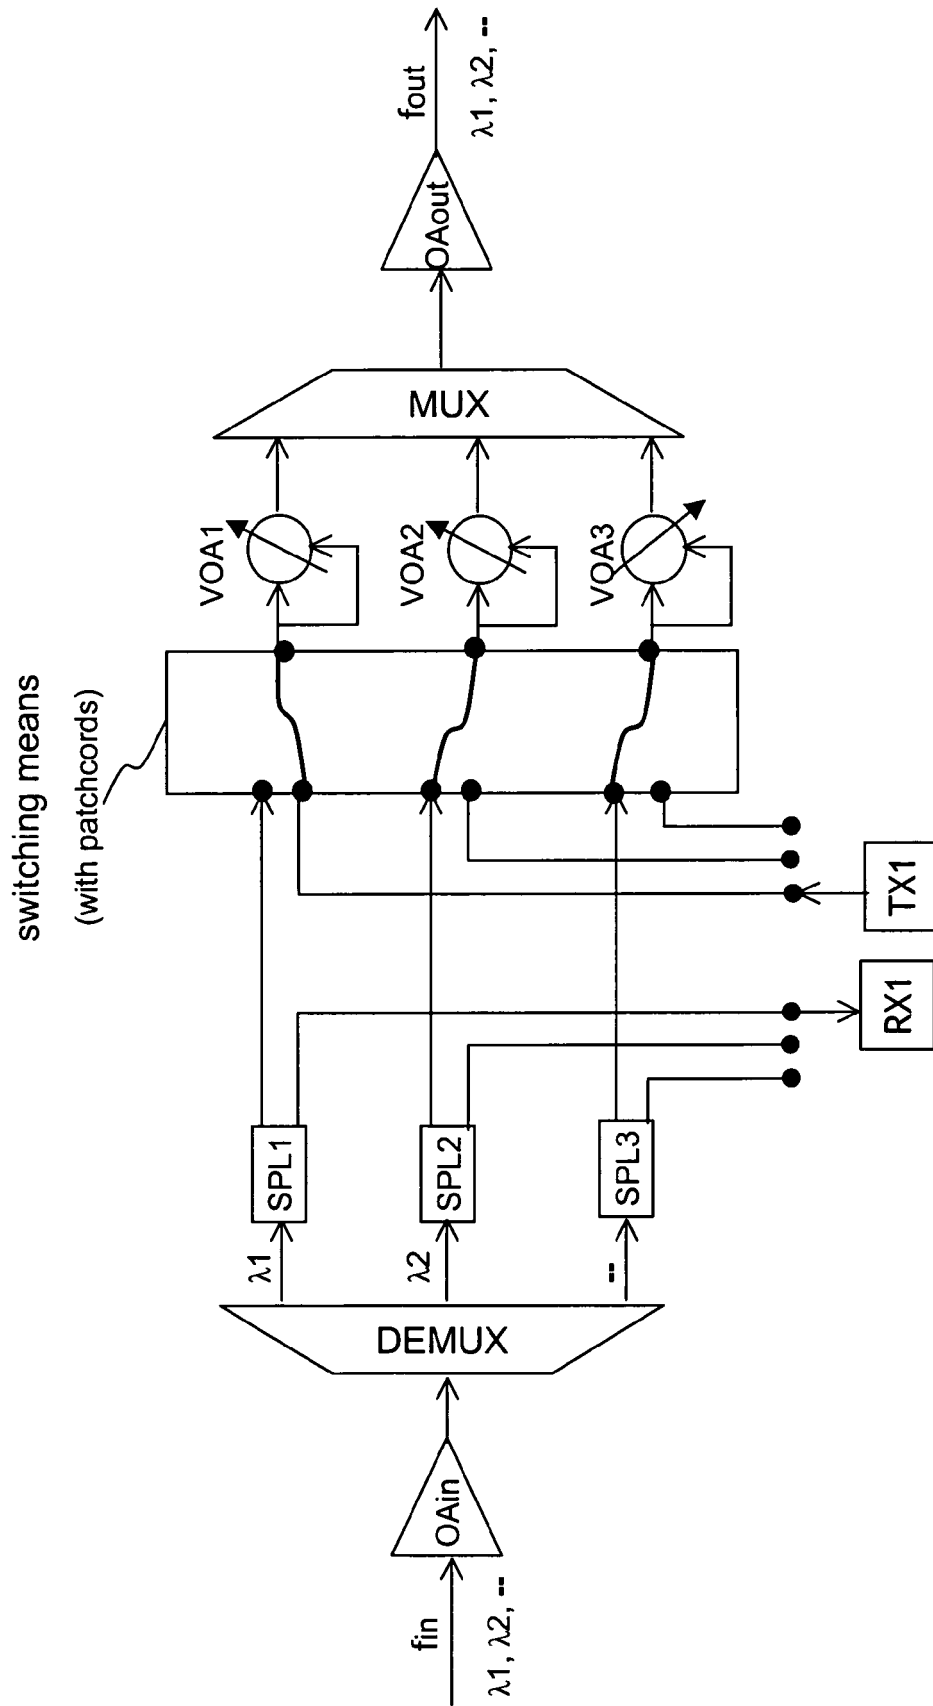 switching means
(with patchcords)
fin
λ1, λ2, --
OAin
DEMUX
λ1
λ2
--
SPL1
SPL2
SPL3
RX1
TX1
VOA1
VOA2
VOA3
MUX
OAout
fout
λ1, λ2, --